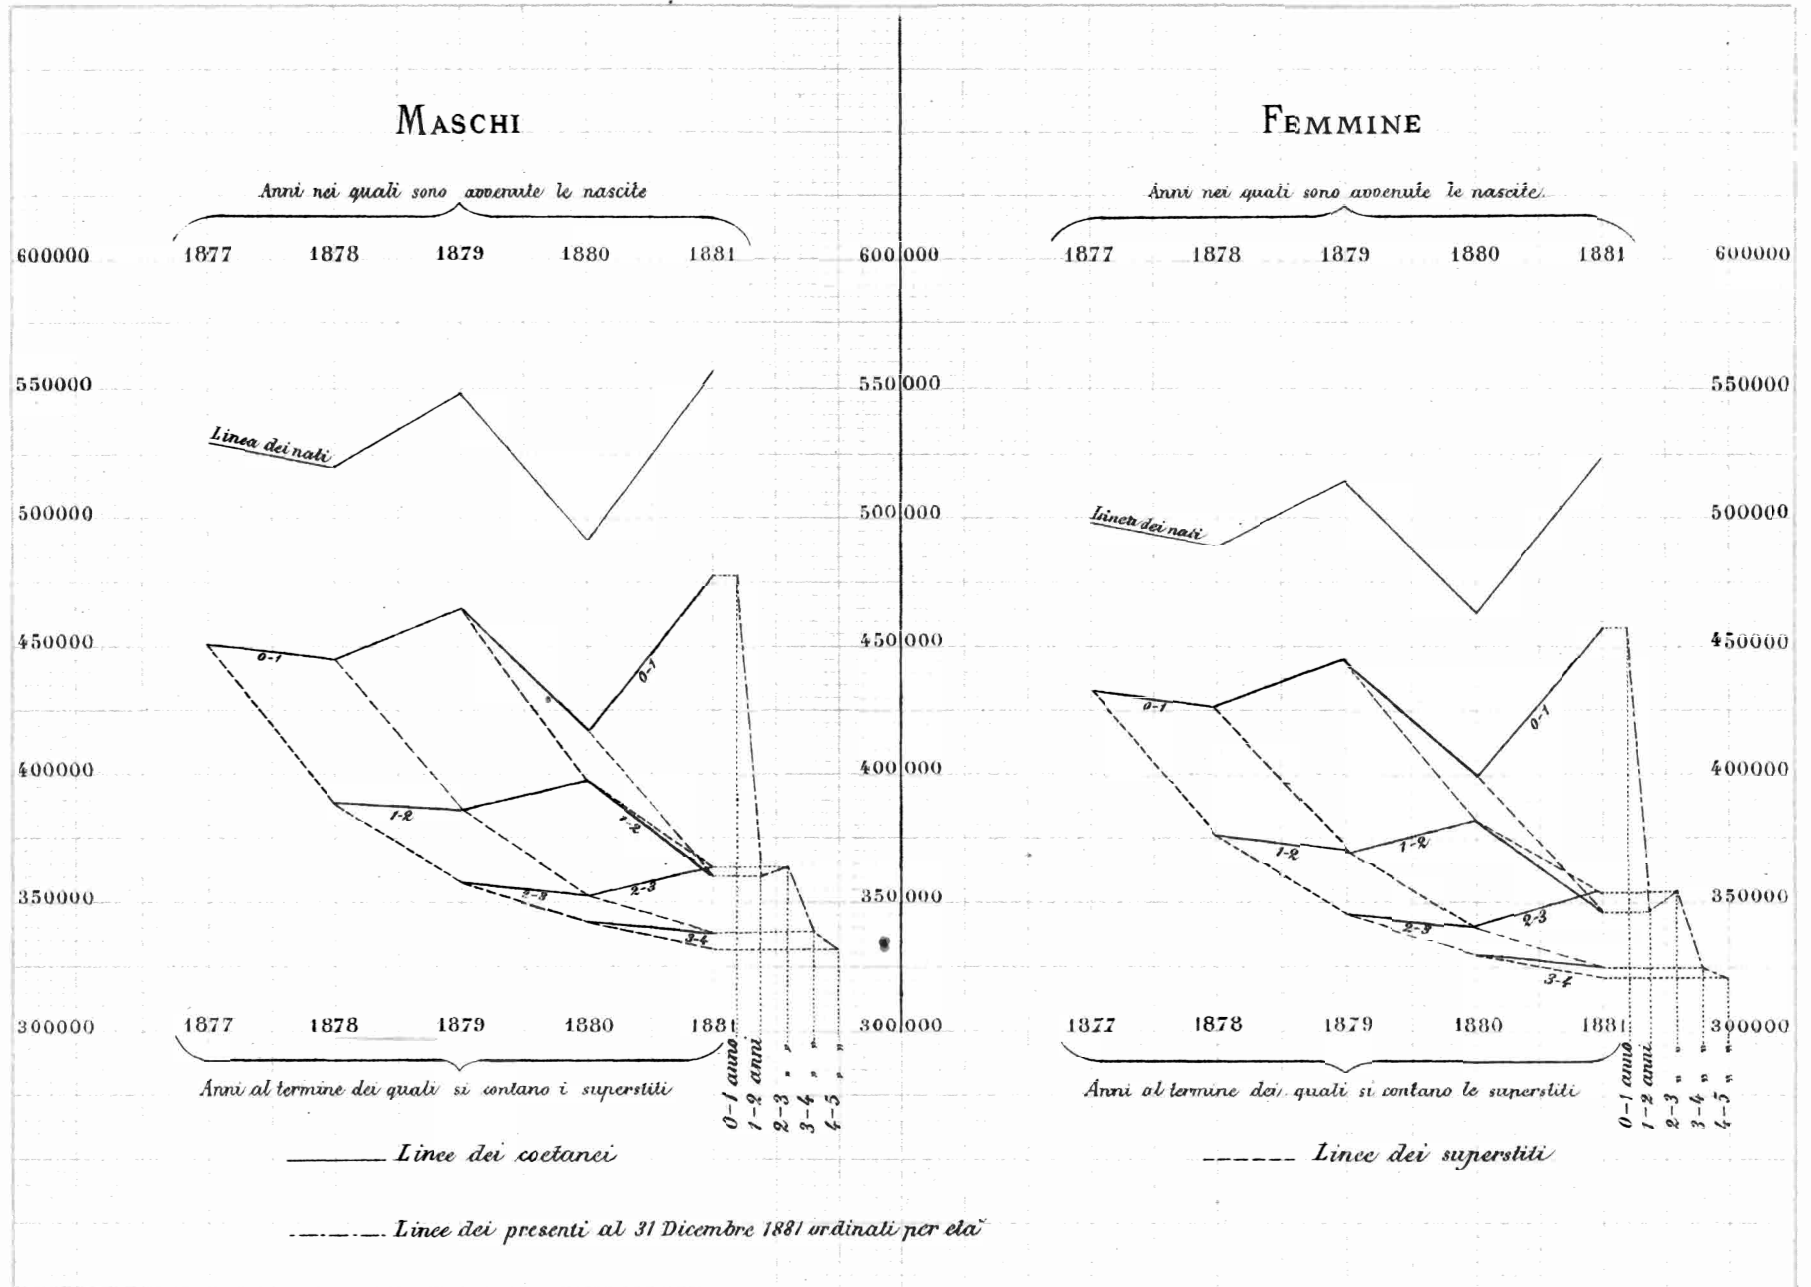 MASCHI
Anni nei quali sono avvenute le nascite
600000 1877 1878 1879 1880 1881 600000
550000 550000
Linea dei nati
500000 500000
450000 450000
0-1
0-1
400000 400000
1-2
1-2
350000 350000
2-3
2-3
3-4
300000 1877 1878 1879 1880 1881 300000
Anni al termine dei quali si contano i superstiti
0-1 anno
1-2 anni
2-3 " "
3-4 " "
4-5 " "
FEMMINE
Anni nei quali sono avvenute le nascite.
1877 1878 1879 1880 1881 600000
550000
Linea dei nati
500000
450000
0-1
0-1
400000
1-2
1-2
350000
2-3
2-3
3-4
1877 1878 1879 1880 1881 300000
Anni al termine dei quali si contano le superstiti
0-1 anno
1-2 anni
2-3 " "
3-4 " "
4-5 " "
Linee dei coetanei
Linee dei superstiti
Linee dei presenti al 31 Dicembre 1881 ordinati per età